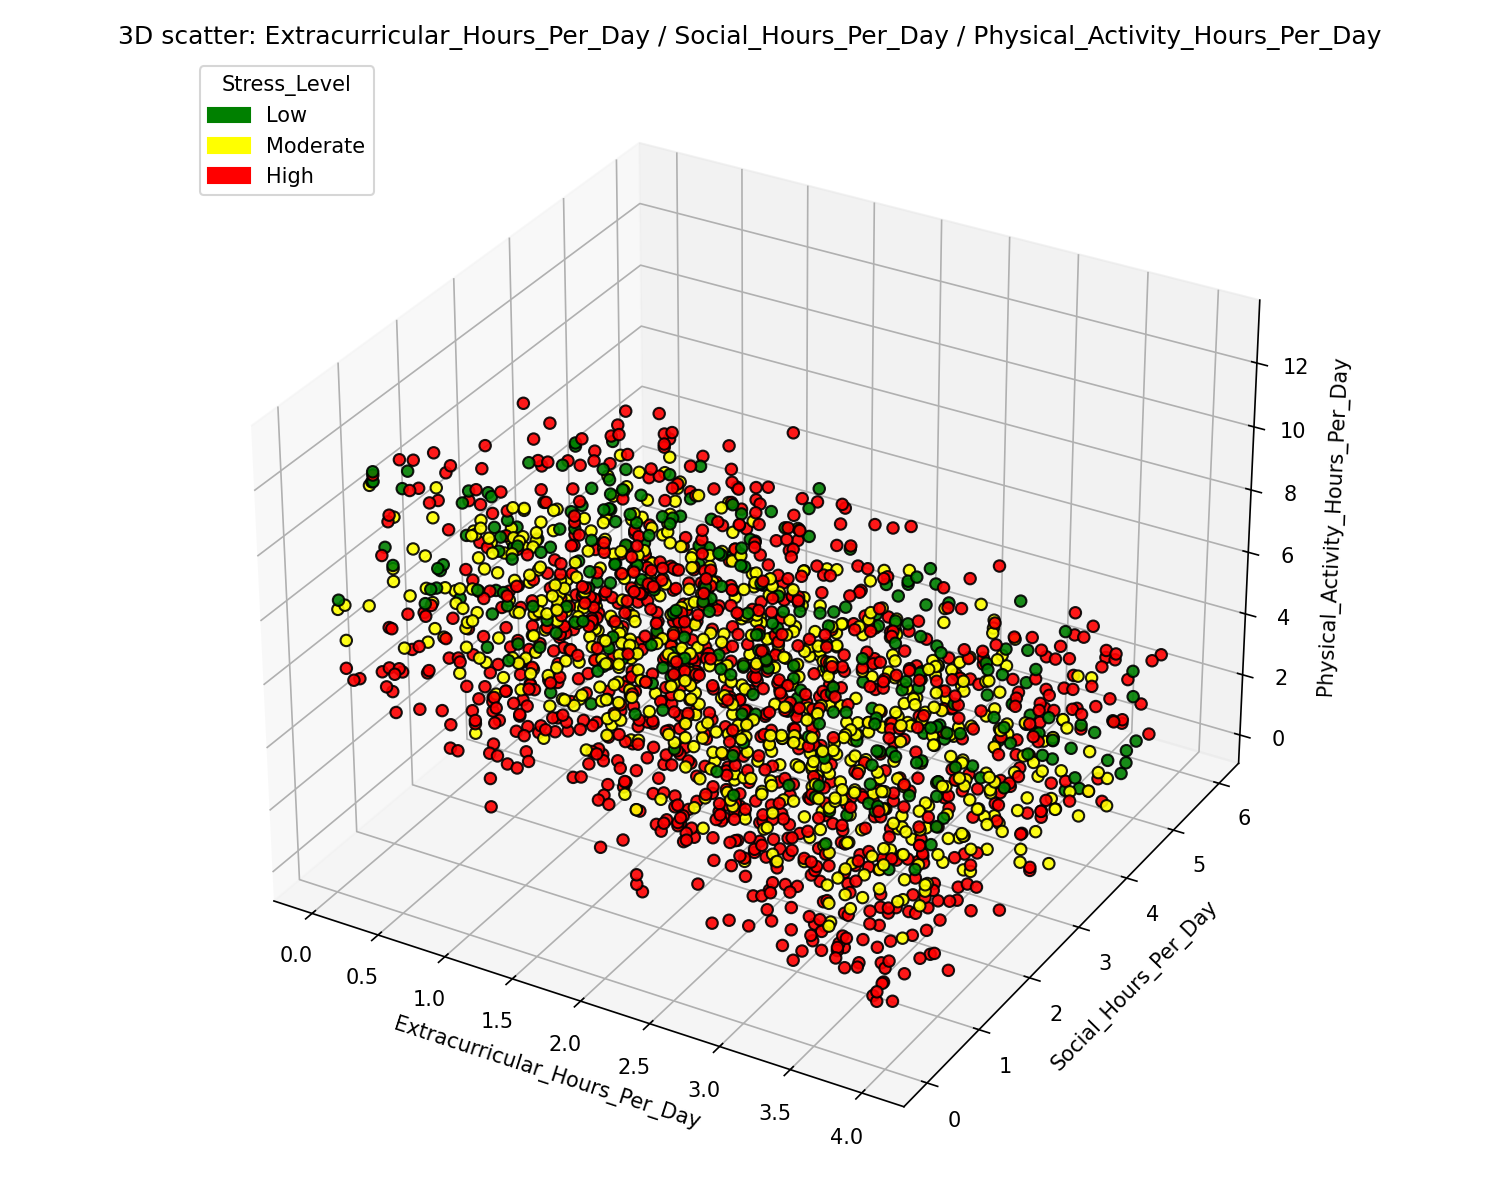 3D scatter: Extracurricular_Hours_Per_Day / Social_Hours_Per_Day / Physical_Activity_Hours_Per_Day
Stress_Level
Low
Moderate
High
12
10
8
6
4
2
0
Physical_Activity_Hours_Per_Day
6
5
4
3
2
1
0
Social_Hours_Per_Day
0.0
0.5
1.0
1.5
2.0
2.5
3.0
3.5
4.0
Extracurricular_Hours_Per_Day